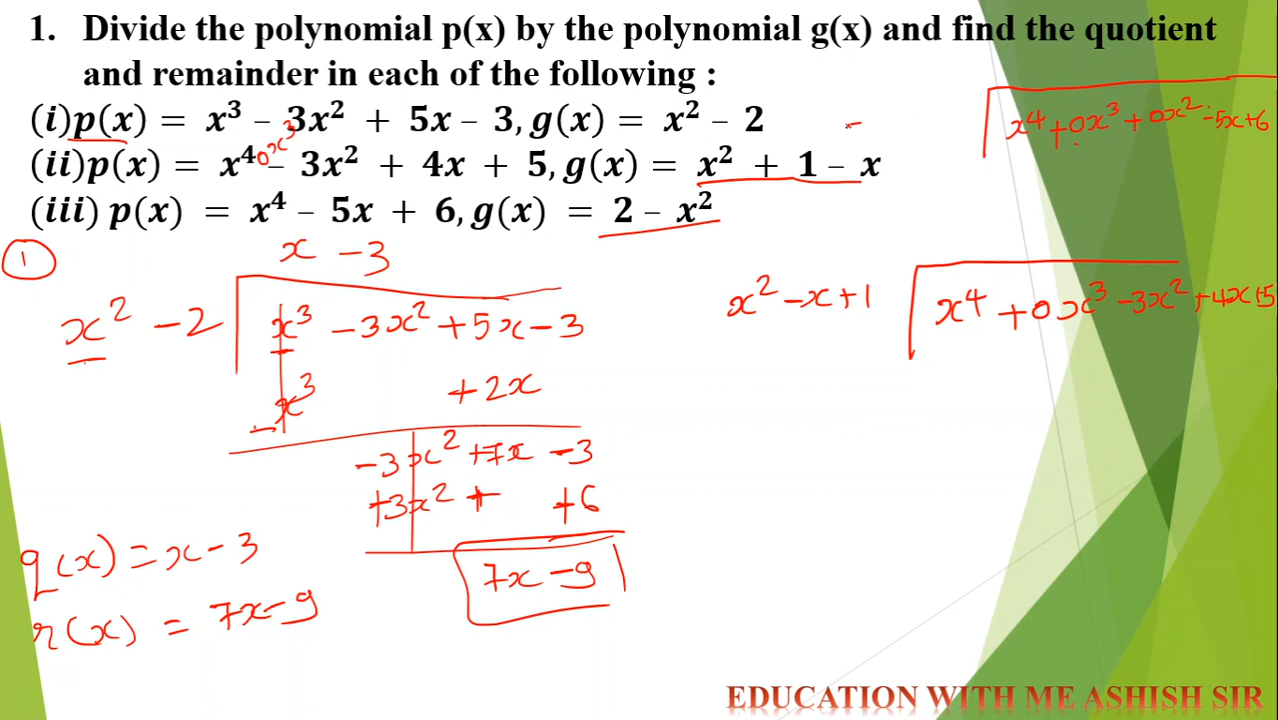 1. Divide the polynomial p(x) by the polynomial g(x) and find the quotient
and remainder in each of the following :
(i)p(x) = x³ – 3x² + 5x – 3, g(x) = x² – 2
0x³
(ii)p(x) = x⁴ – 3x² + 4x + 5, g(x) = x² + 1 – x
(iii) p(x) = x⁴ – 5x + 6, g(x) = 2 – x²
x⁴ + 0x³ + 0x² - 5x + 6
1
x - 3
x² - 2
x³ - 3x² + 5x - 3
- x³ + 2x
-3x² + 7x - 3
+3x² + + 6
7x - 9
q(x) = x - 3
r(x) = 7x - 9
x² - x + 1
x⁴ + 0x³ - 3x² + 4x + 5
EDUCATION WITH ME ASHISH SIR